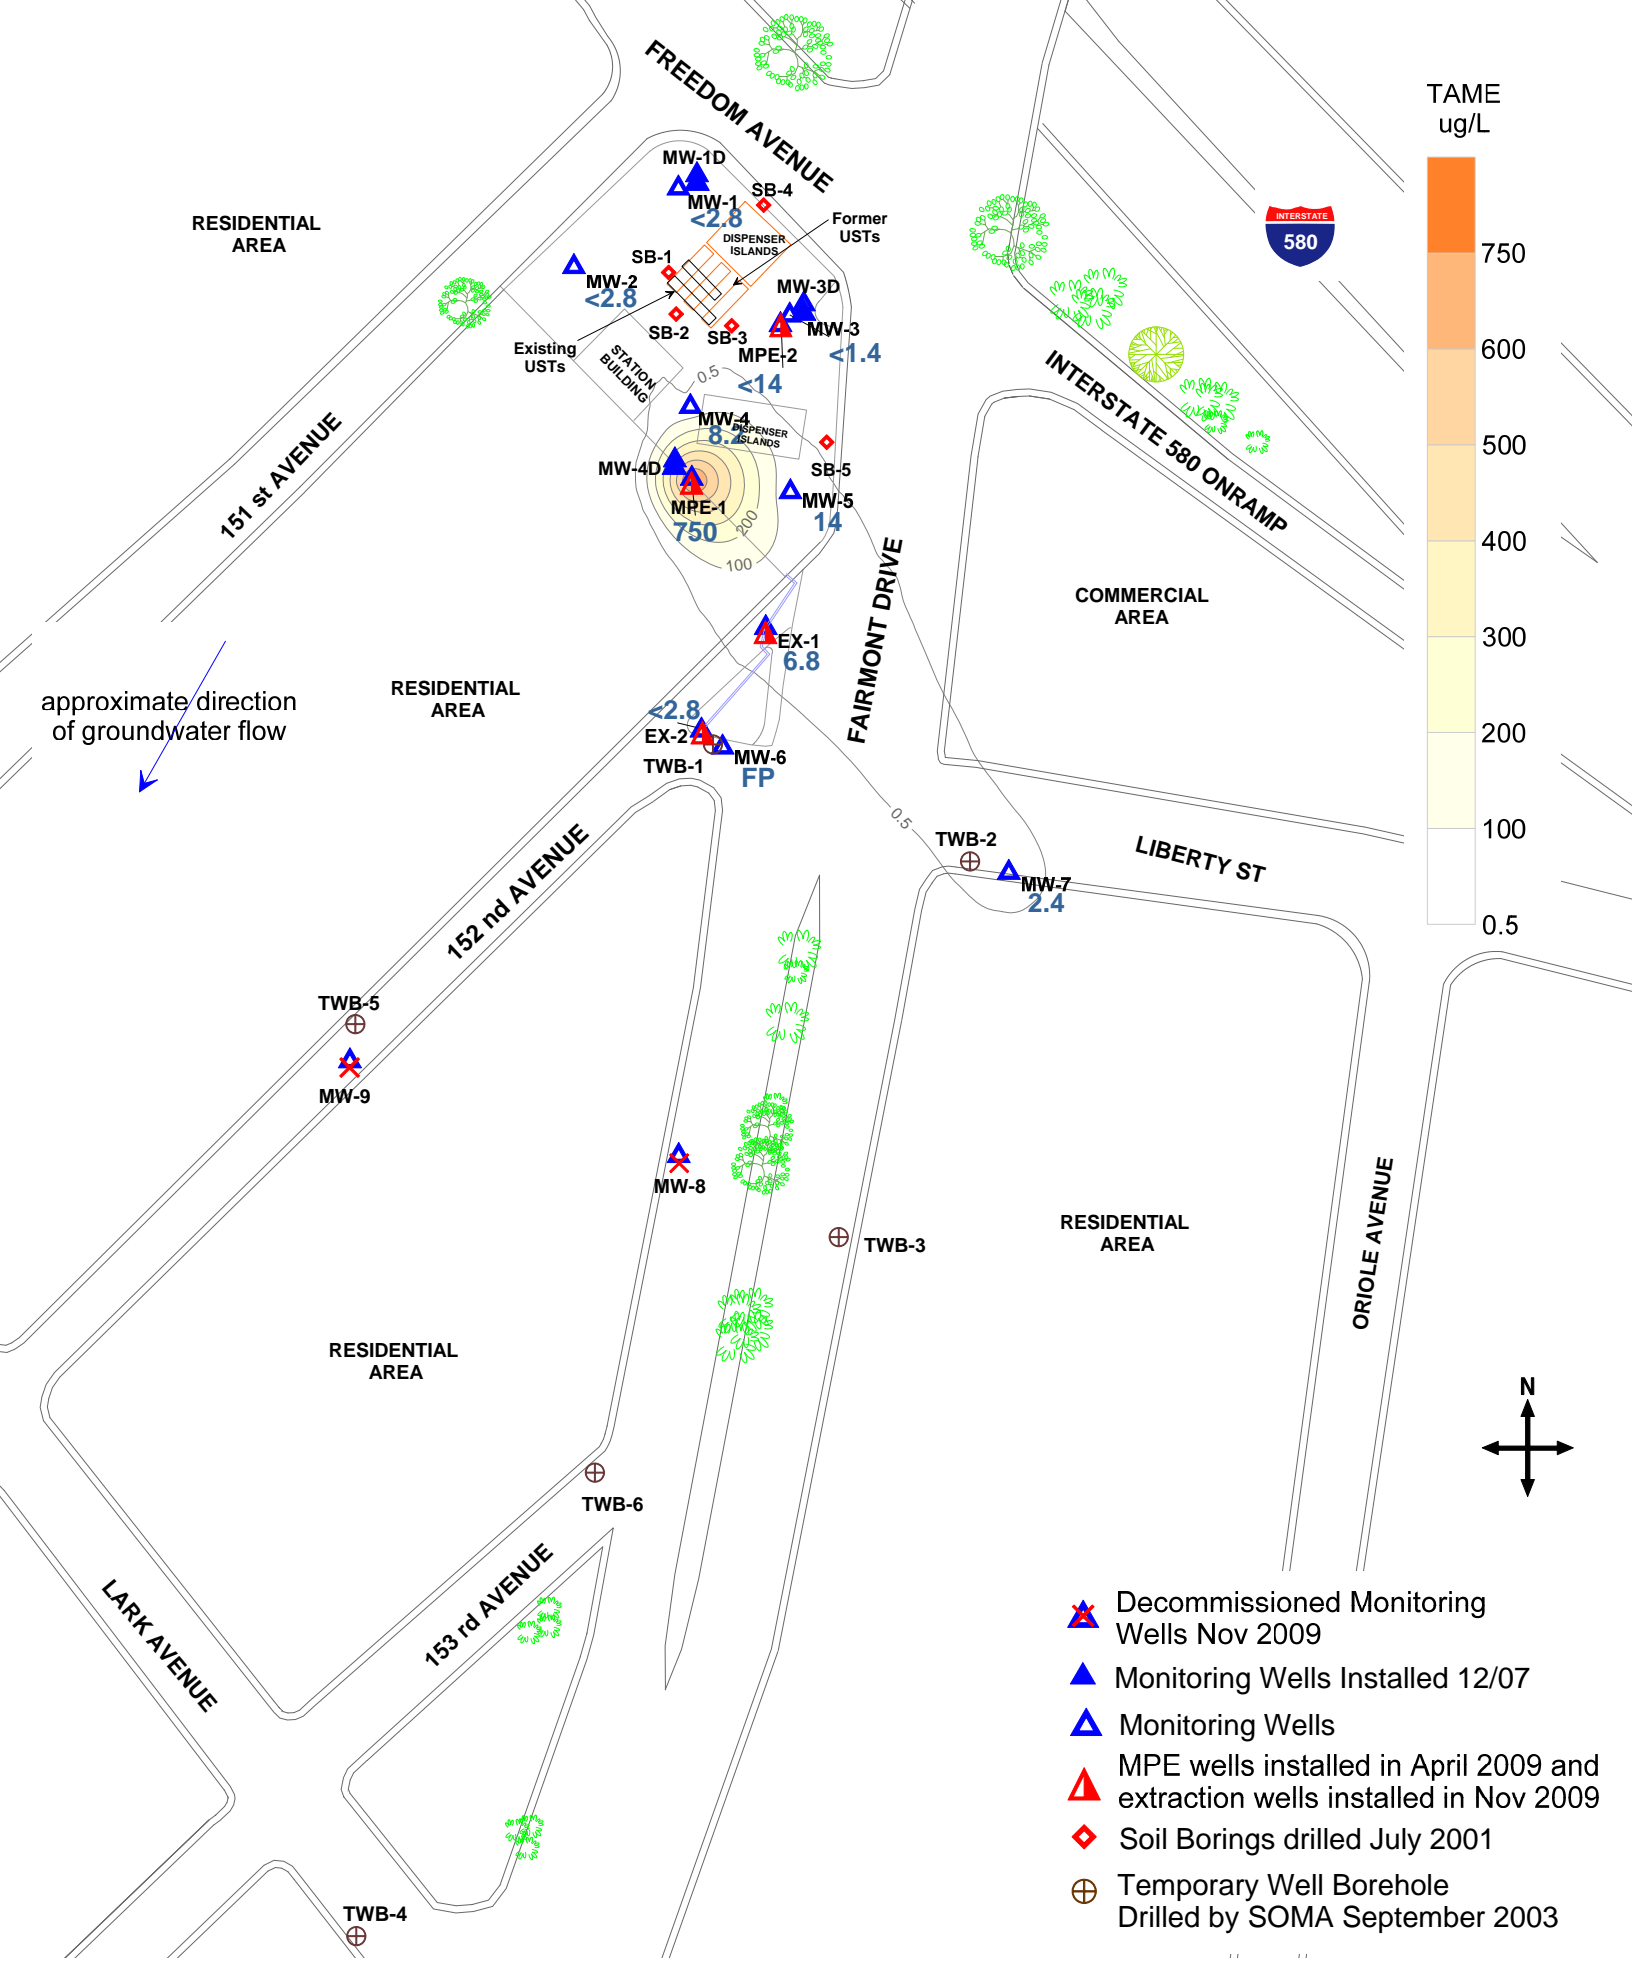 FREEDOM AVENUE
TAME
ug/L
750
600
500
400
300
200
100
0.5
INTERSTATE
580
RESIDENTIAL
AREA
MW-1D
MW-1
<2.8
SB-4
Former
USTs
DISPENSER
ISLANDS
SB-1
MW-2
<2.8
MW-3D
MW-3
<1.4
SB-2
SB-3
MPE-2
<14
Existing
USTs
STATION
BUILDING
0.5
MW-4
8.2
DISPENSER
ISLANDS
MW-4D
SB-5
MPE-1
750
MW-5
14
200
100
151 st AVENUE
INTERSTATE 580 ONRAMP
FAIRMONT DRIVE
COMMERCIAL
AREA
EX-1
6.8
approximate direction
of groundwater flow
RESIDENTIAL
AREA
<2.8
EX-2
TWB-1
MW-6
FP
0.5
TWB-2
MW-7
2.4
LIBERTY ST
152 nd AVENUE
TWB-5
MW-9
MW-8
TWB-3
RESIDENTIAL
AREA
ORIOLE AVENUE
RESIDENTIAL
AREA
N
TWB-6
153 rd AVENUE
LARK AVENUE
TWB-4
Decommissioned Monitoring
Wells Nov 2009
Monitoring Wells Installed 12/07
Monitoring Wells
MPE wells installed in April 2009 and
extraction wells installed in Nov 2009
Soil Borings drilled July 2001
Temporary Well Borehole
Drilled by SOMA September 2003